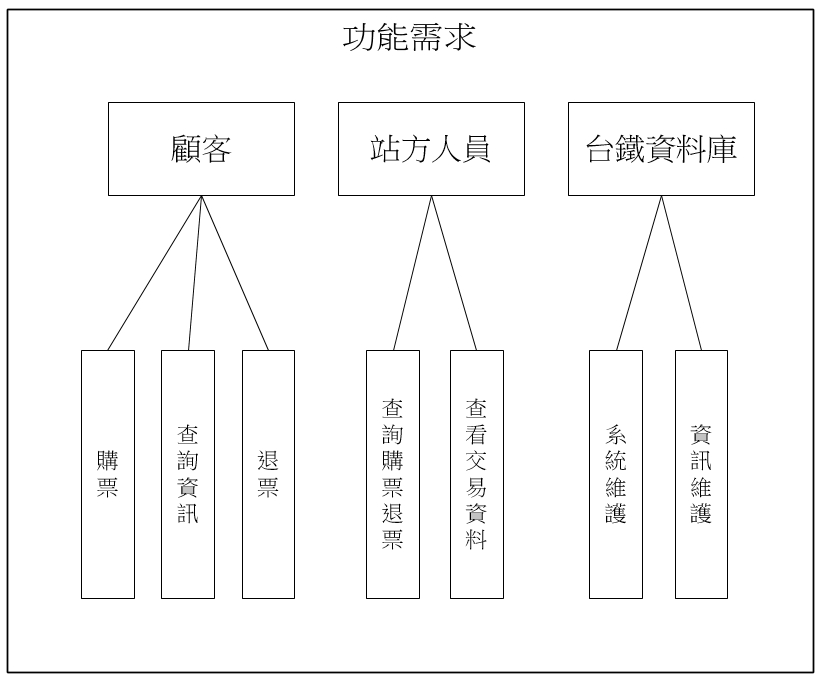 功能需求
顧客
站方人員
台鐵資料庫
購票
查詢資訊
退票
查詢購票退票
查看交易資料
系統維護
資訊維護